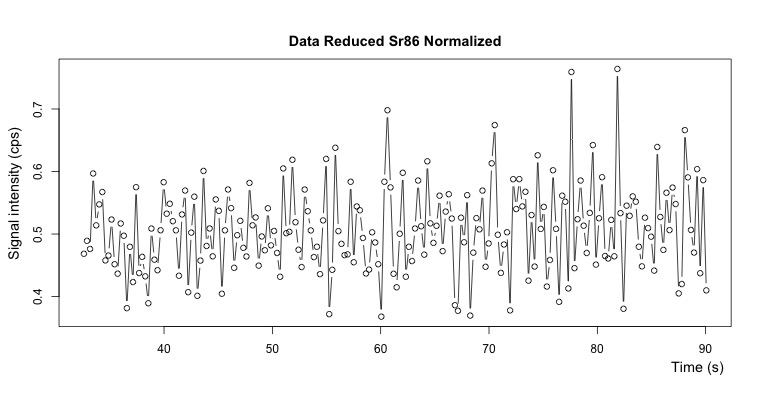 Data Reduced Sr86 Normalized
Signal intensity (cps)
0.7
0.6
0.5
0.4
40 50 60 70 80 90
Time (s)